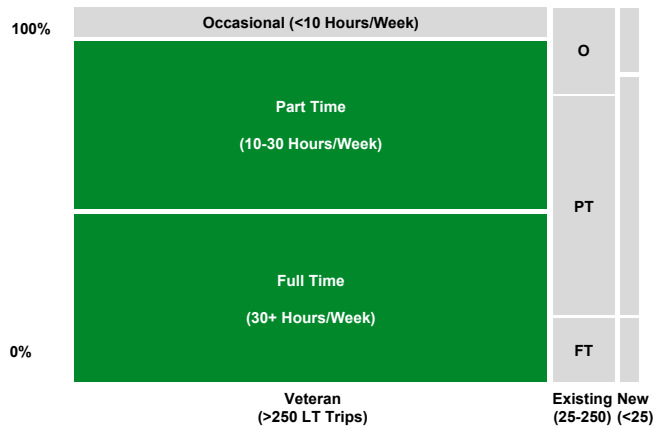 100%
Occasional (<10 Hours/Week)
O
Part Time
(10-30 Hours/Week)
PT
Full Time
(30+ Hours/Week)
0%
FT
Veteran
(>250 LT Trips)
Existing
(25-250)
New
(<25)